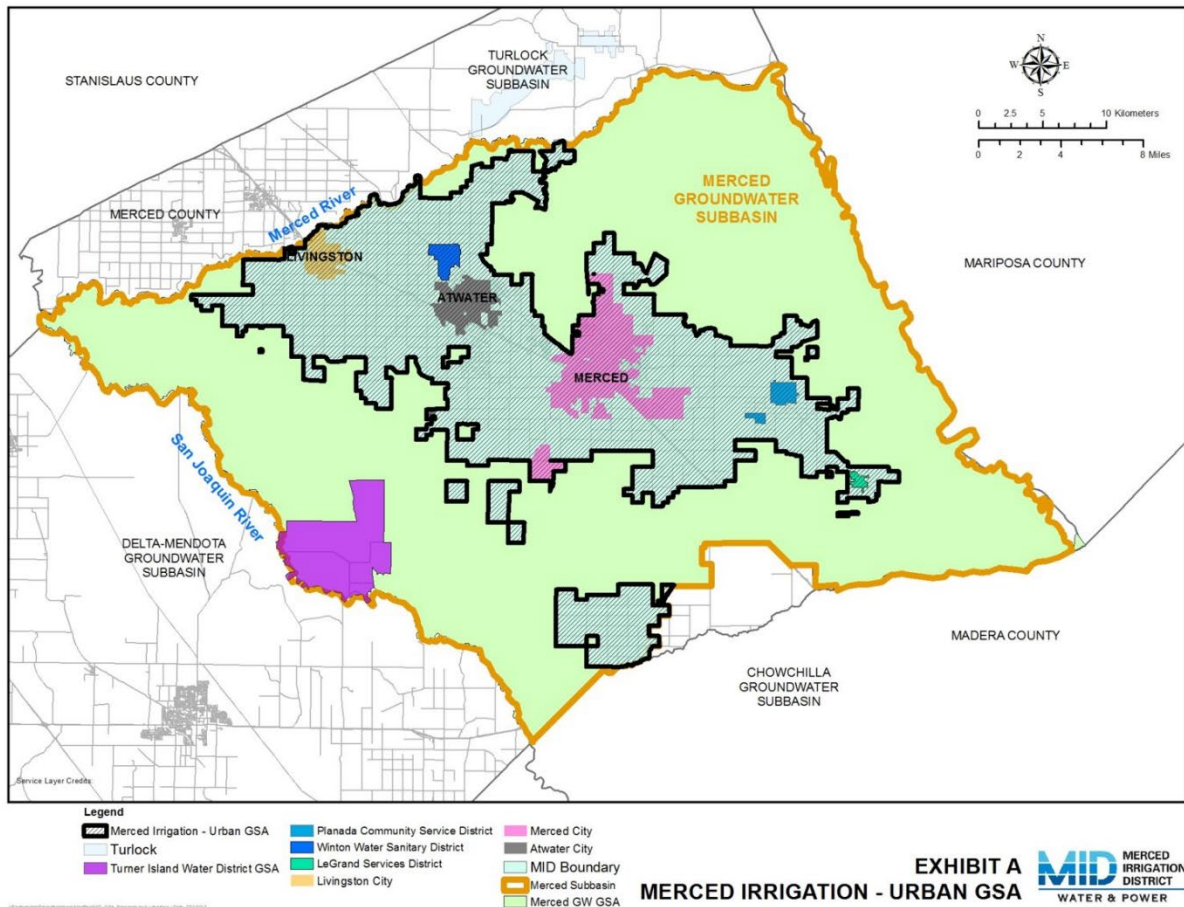 STANISLAUS COUNTY
TURLOCK
GROUNDWATER
SUBBASIN
N
W
E
S
0 2.5 5 10 Kilometers
0 2 4 8 Miles
MERCED
GROUNDWATER
SUBBASIN
MERCED COUNTY
Merced River
LIVINGSTON
MARIPOSA COUNTY
ATWATER
MERCED
San Joaquin River
DELTA-MENDOTA
GROUNDWATER
SUBBASIN
MADERA COUNTY
CHOWCHILLA
GROUNDWATER
SUBBASIN
Service Layer Credits:
Legend
Merced Irrigation - Urban GSA
Turlock
Turner Island Water District GSA
Planada Community Service District
Winton Water Sanitary District
LeGrand Services District
Livingston City
Merced City
Atwater City
MID Boundary
Merced Subbasin
Merced GW GSA
EXHIBIT A
MERCED IRRIGATION - URBAN GSA
MID
MERCED
IRRIGATION
DISTRICT
WATER & POWER